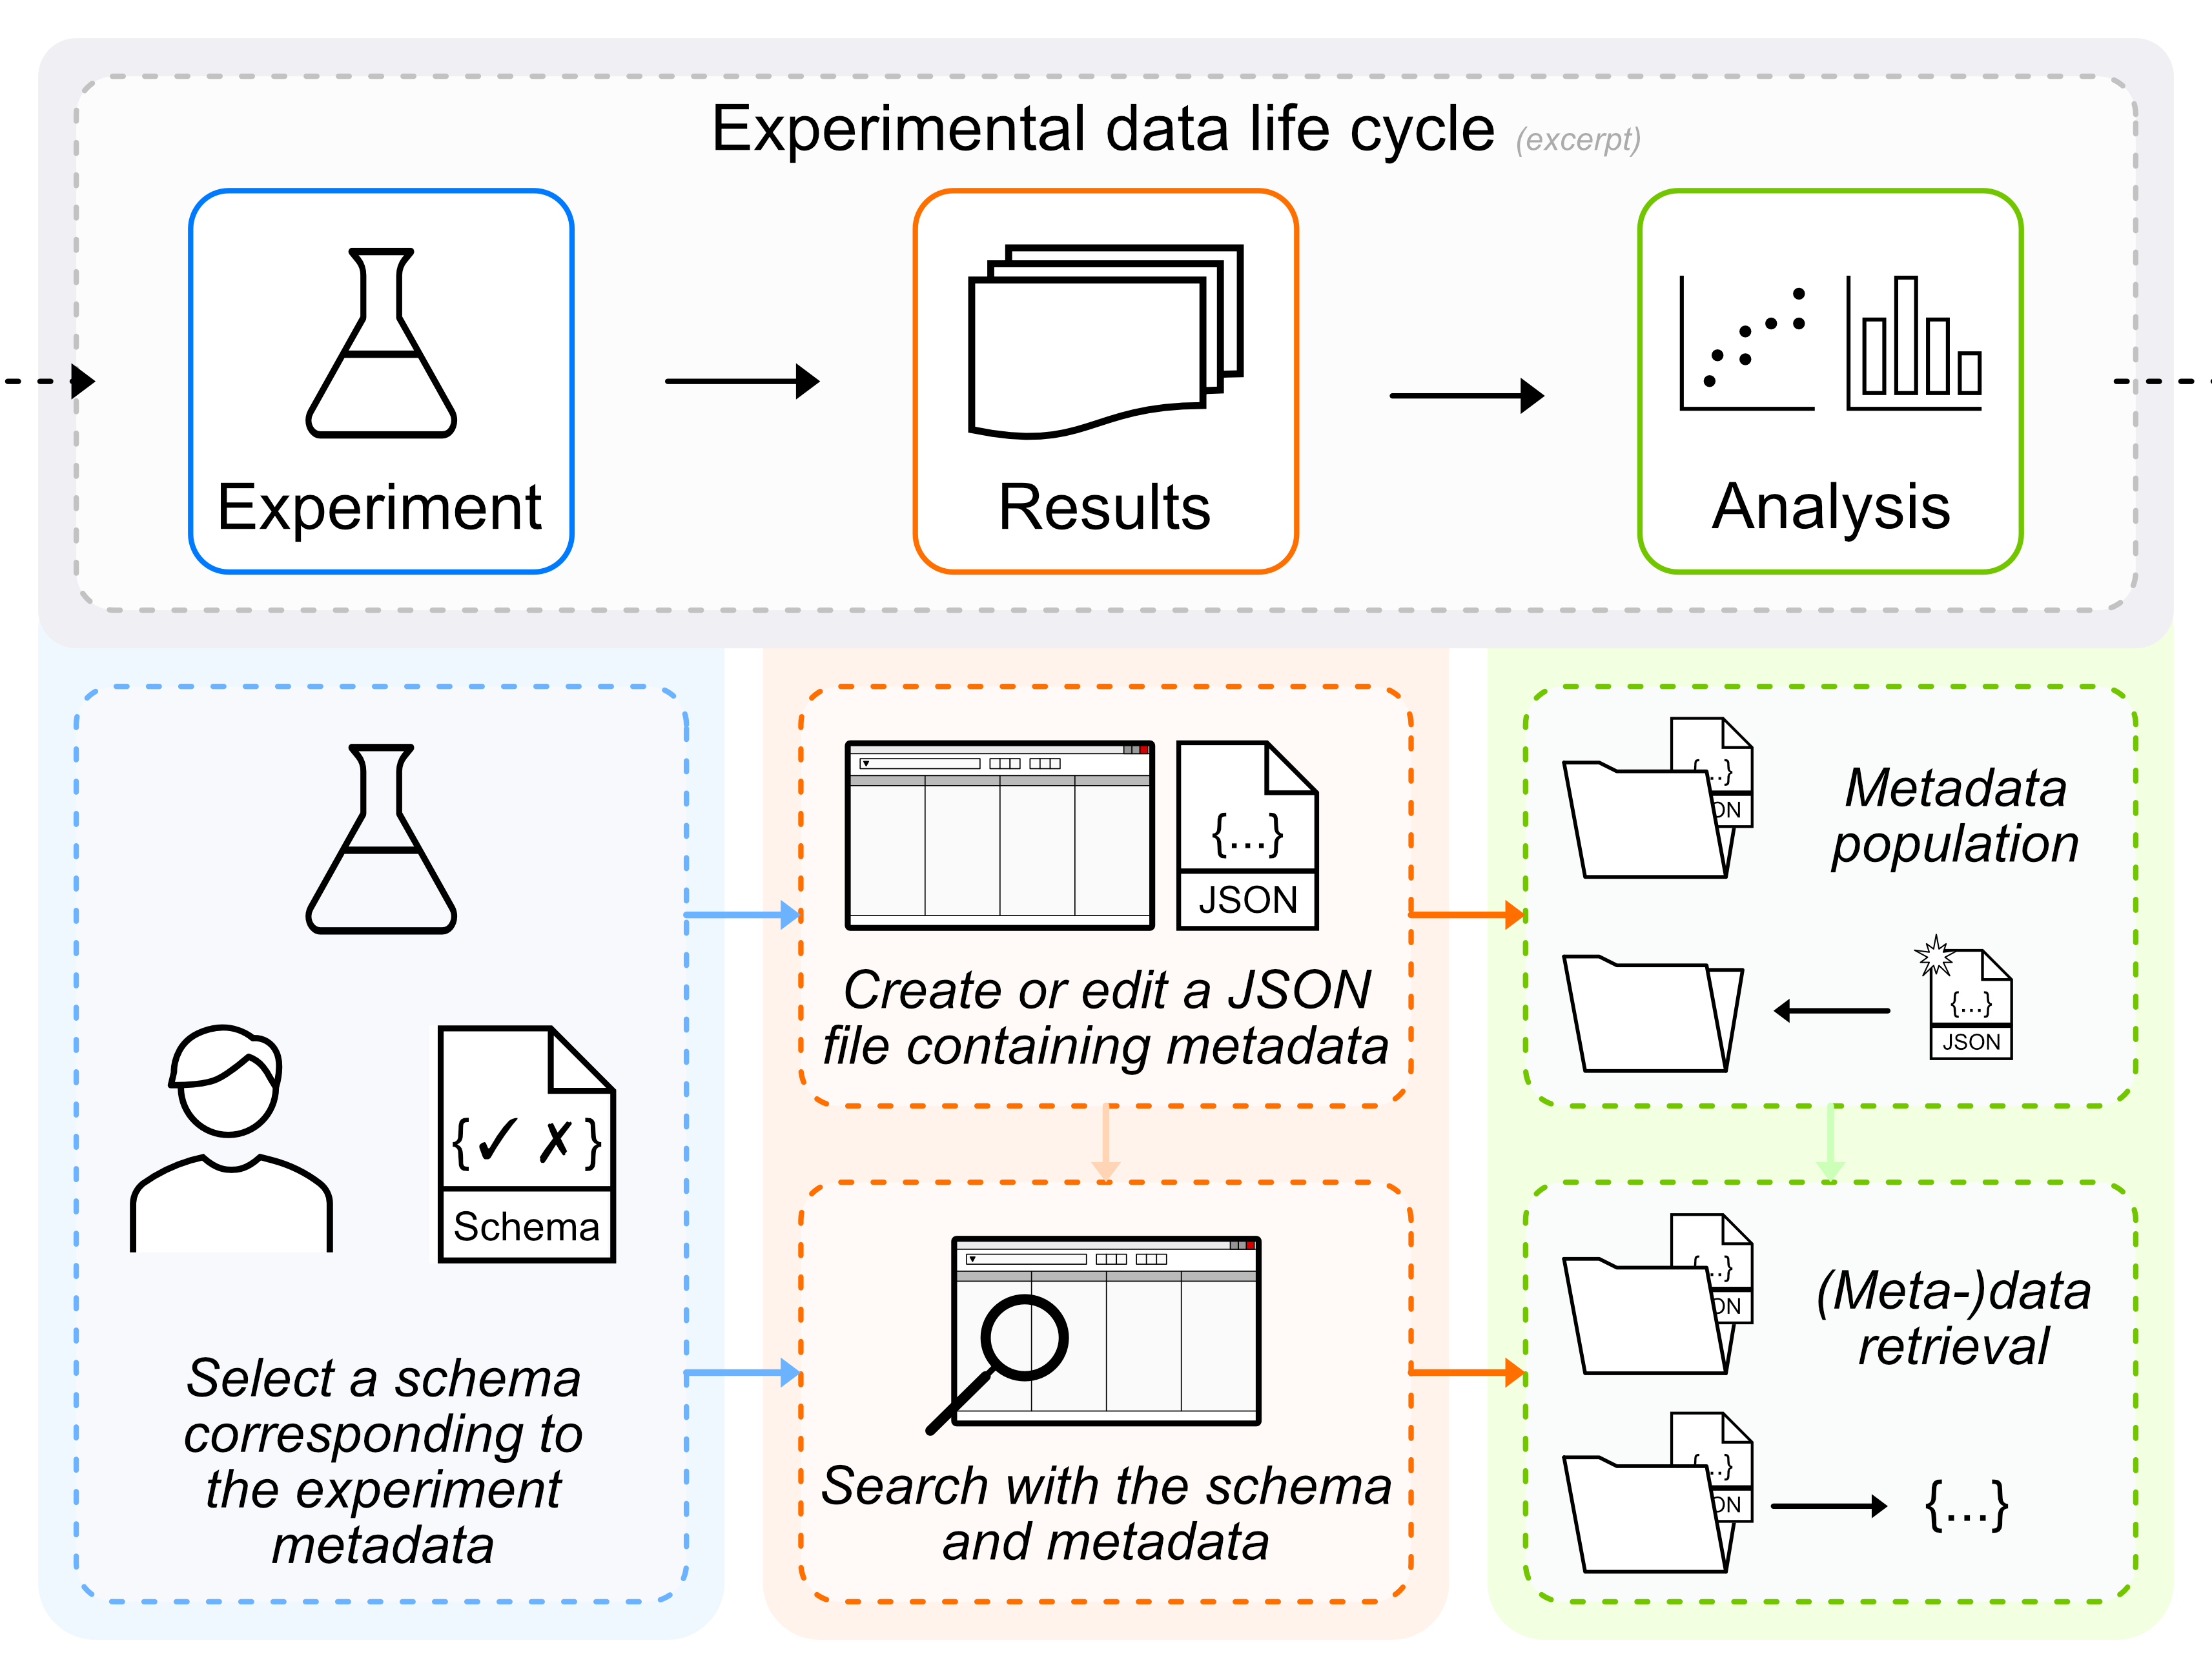 Experimental data life cycle (excerpt)
Experiment
Results
Analysis
{✓ ✗}
Schema
Select a schema
corresponding to
the experiment
metadata
{...}
JSON
Create or edit a JSON
file containing metadata
Search with the schema
and metadata
..}
ON
Metadata
population
{...}
JSON
..}
ON
(Meta-)data
retrieval
..}
ON
{...}